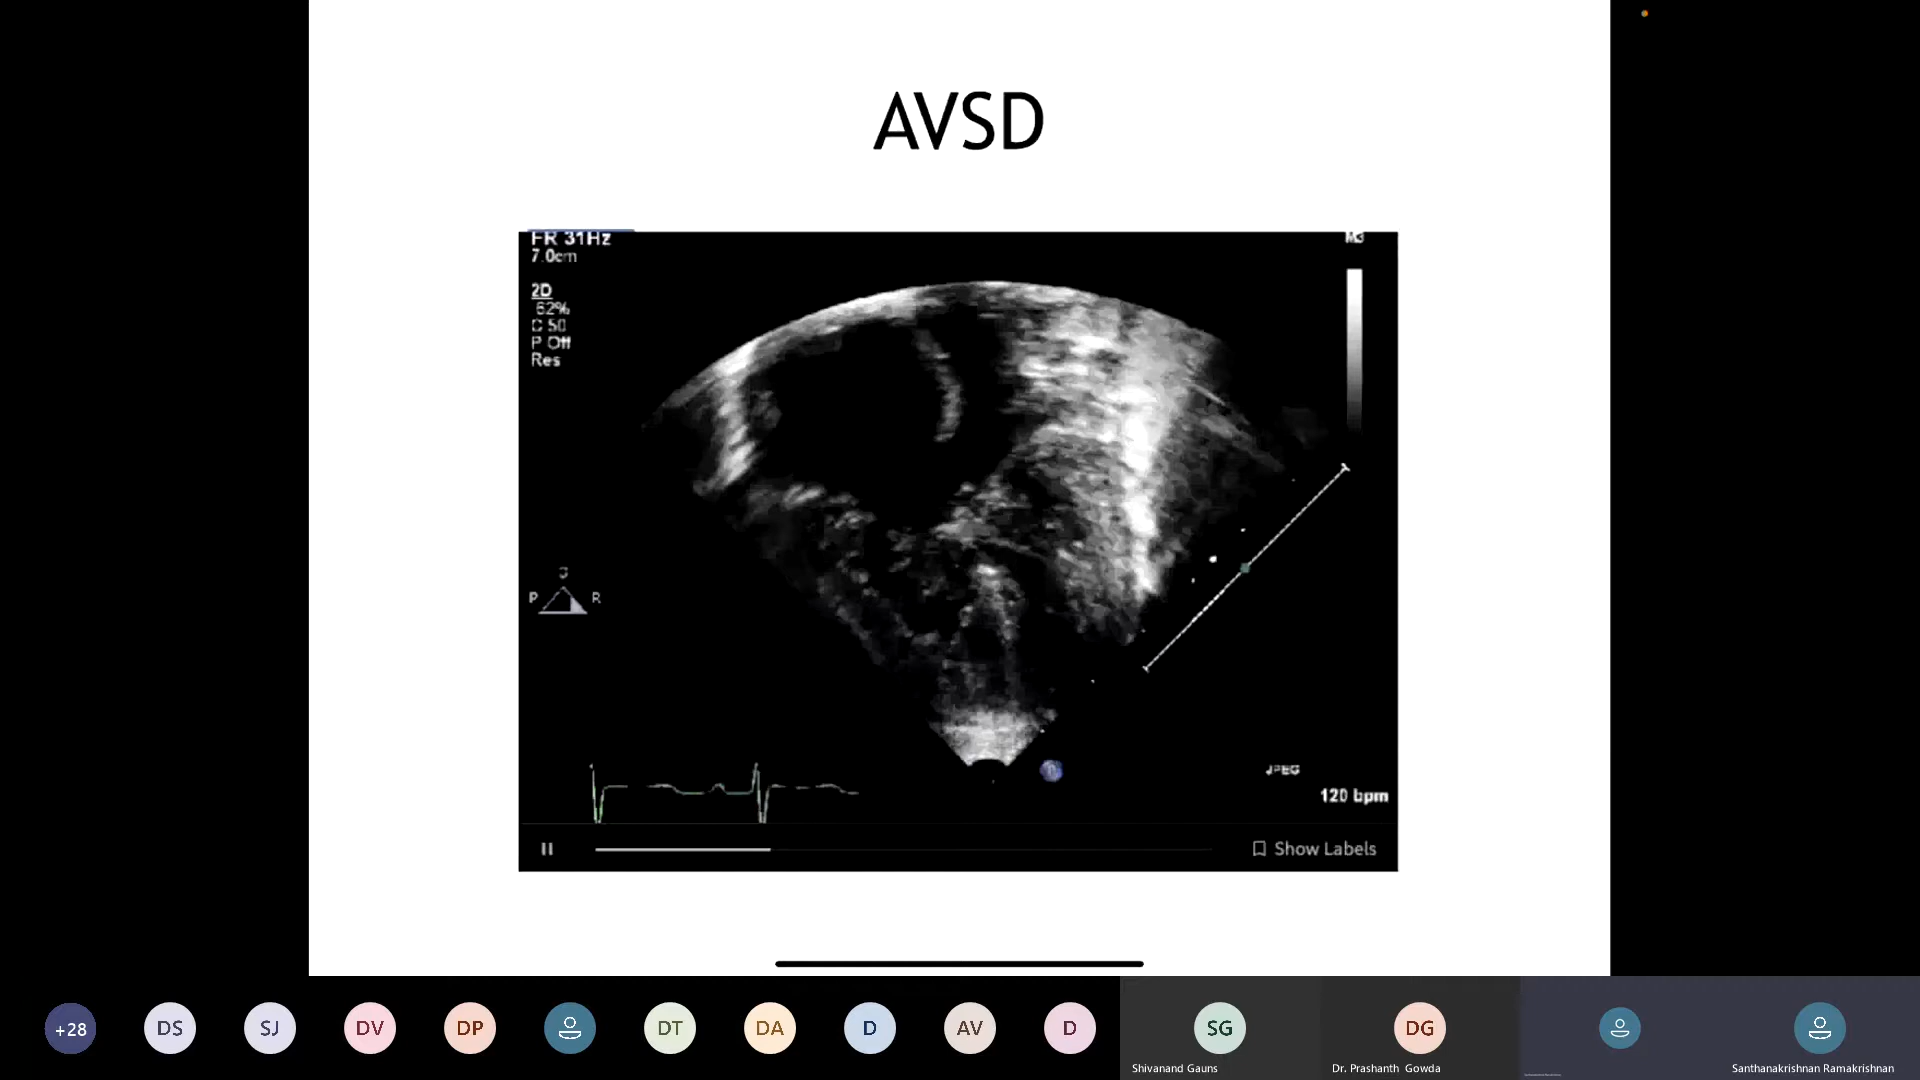 AVSD
FR 31Hz
7.0cm
M3
2D
62%
C 50
P Off
Res
P R
JPEG
120 bpm
Show Labels
+28
DS
SJ
DV
DP
DT
DA
D
AV
D
SG
DG
Shivanand Gauns
Dr. Prashanth Gowda
Santhanakrishnan Ramakrishnan